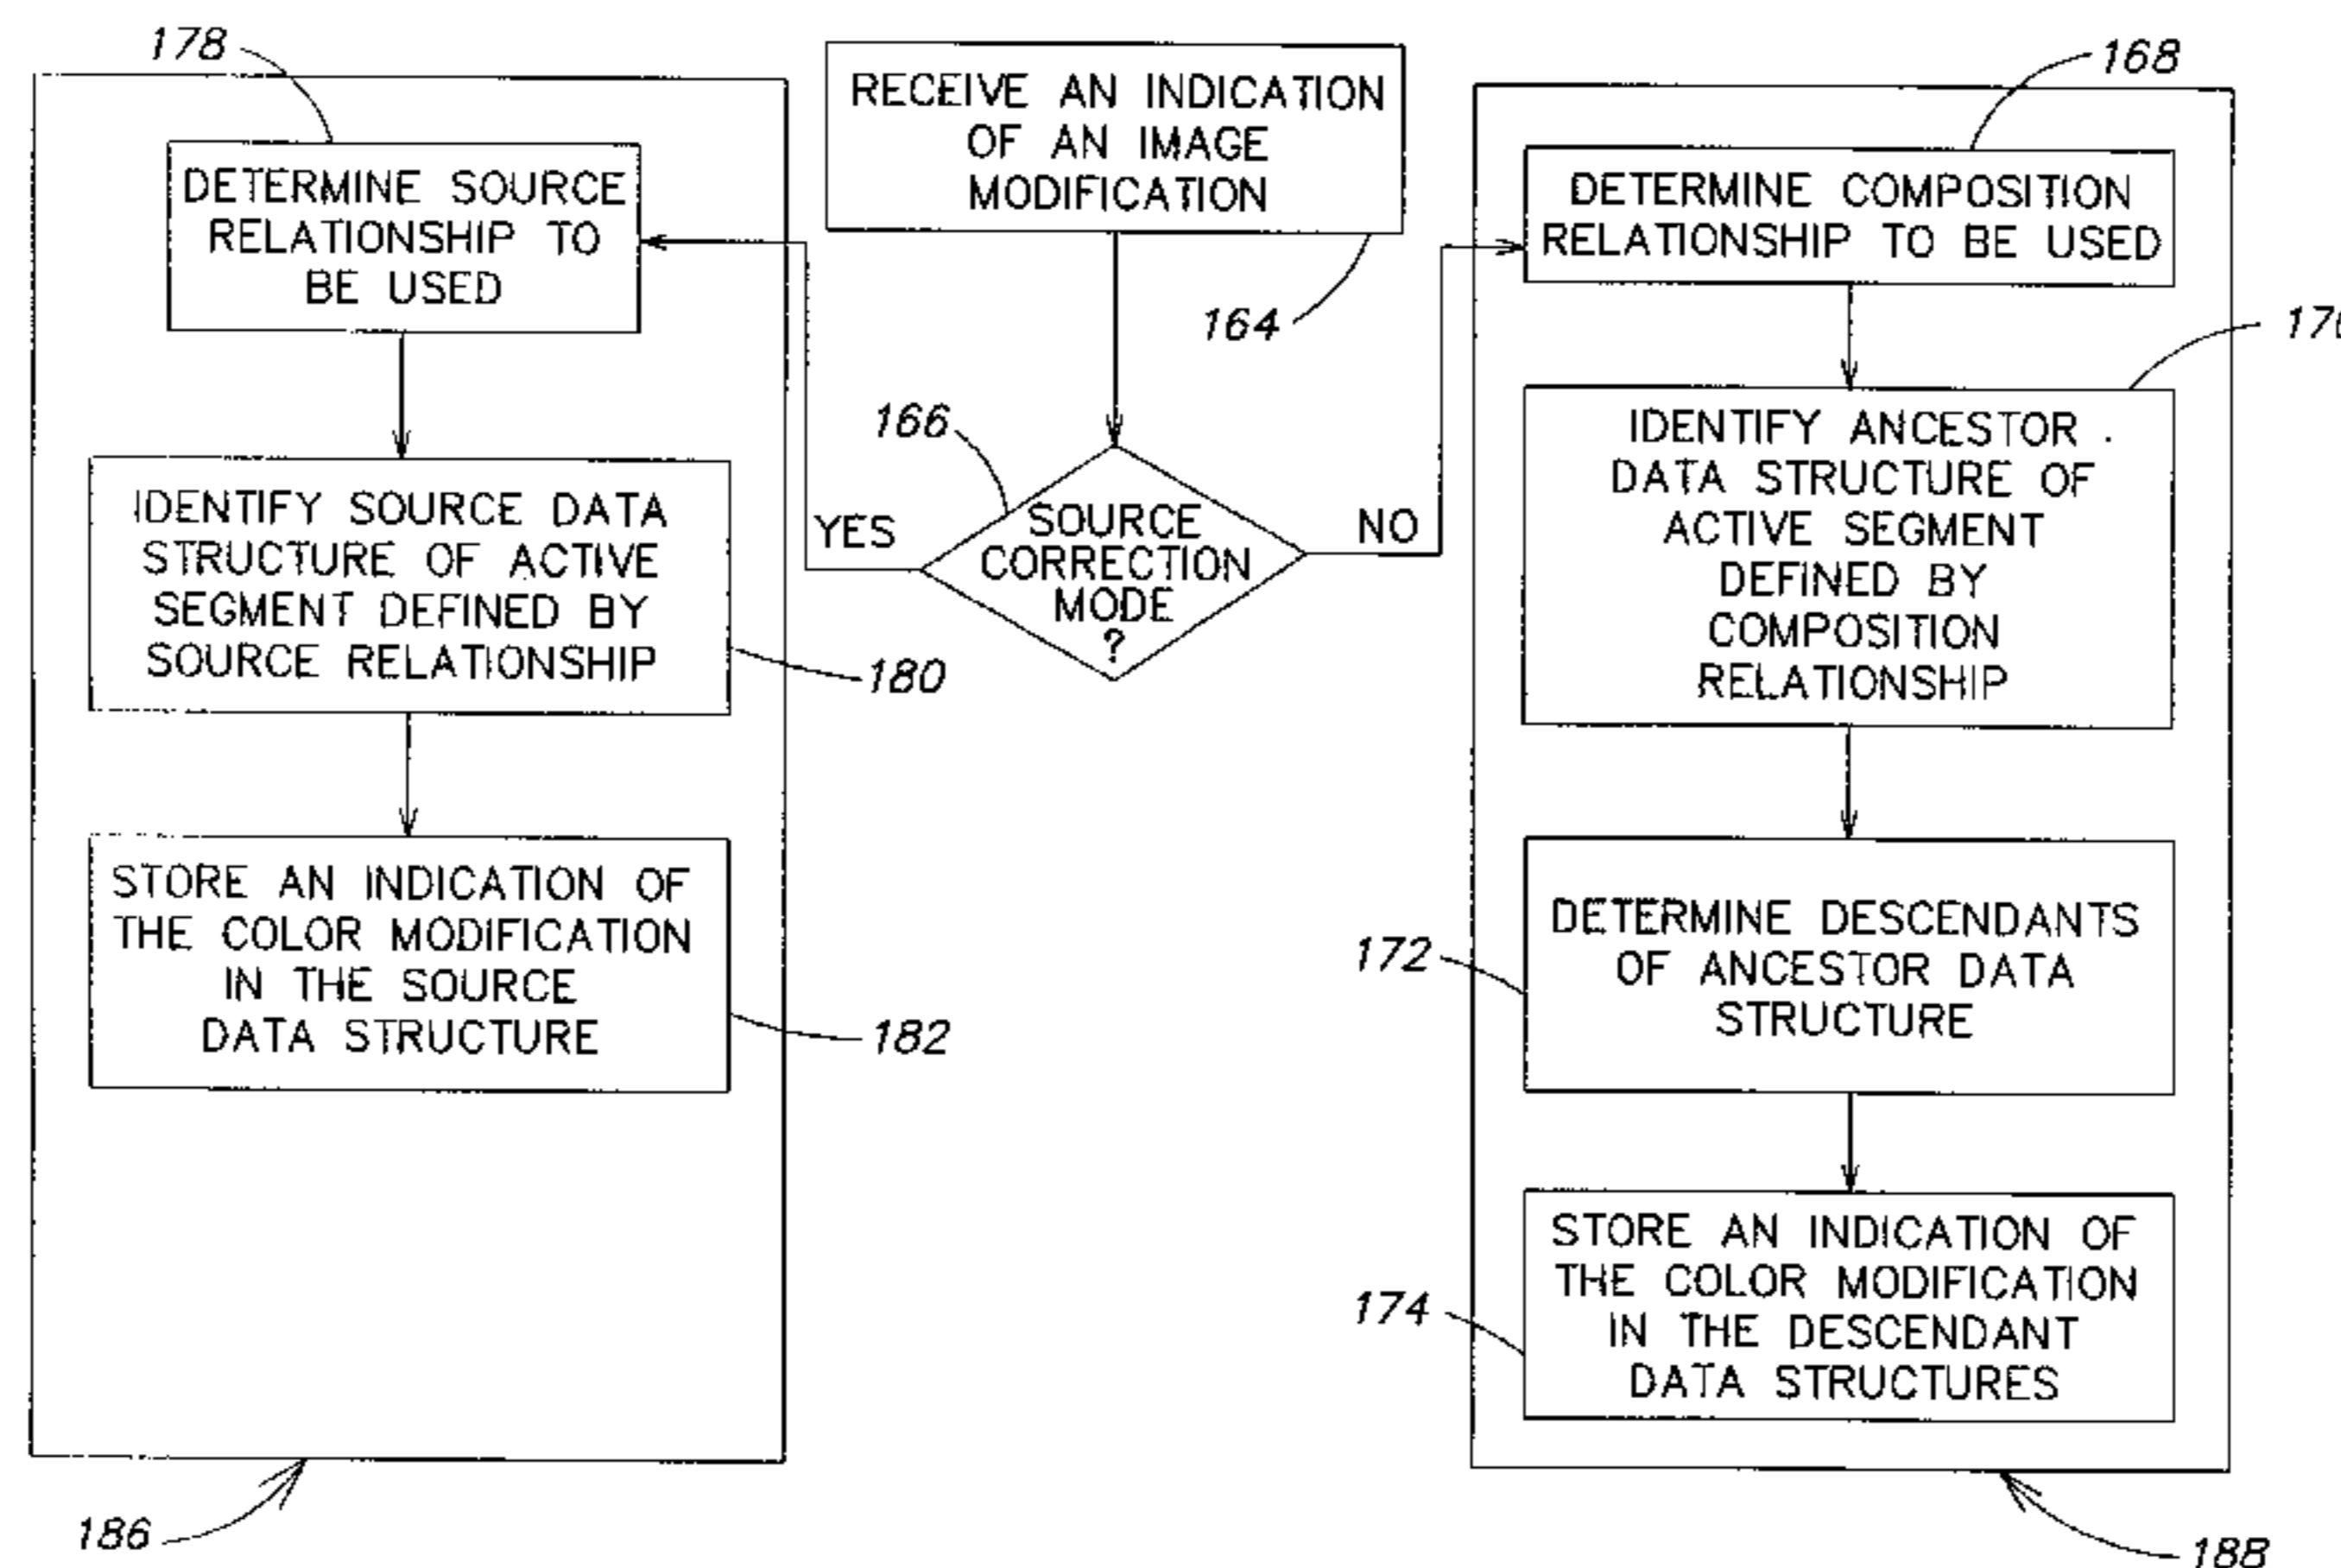 178
DETERMINE SOURCE
RELATIONSHIP TO
BE USED
IDENTIFY SOURCE DATA
STRUCTURE OF ACTIVE
SEGMENT DEFINED BY
SOURCE RELATIONSHIP
180
STORE AN INDICATION OF
THE COLOR MODIFICATION
IN THE SOURCE
DATA STRUCTURE
182
186
RECEIVE AN INDICATION
OF AN IMAGE
MODIFICATION
164
166
SOURCE
CORRECTION
MODE
?
YES
NO
168
DETERMINE COMPOSITION
RELATIONSHIP TO BE USED
IDENTIFY ANCESTOR
DATA STRUCTURE OF
ACTIVE SEGMENT
DEFINED BY
COMPOSITION
RELATIONSHIP
172
DETERMINE DESCENDANTS
OF ANCESTOR DATA
STRUCTURE
174
STORE AN INDICATION OF
THE COLOR MODIFICATION
IN THE DESCENDANT
DATA STRUCTURES
188